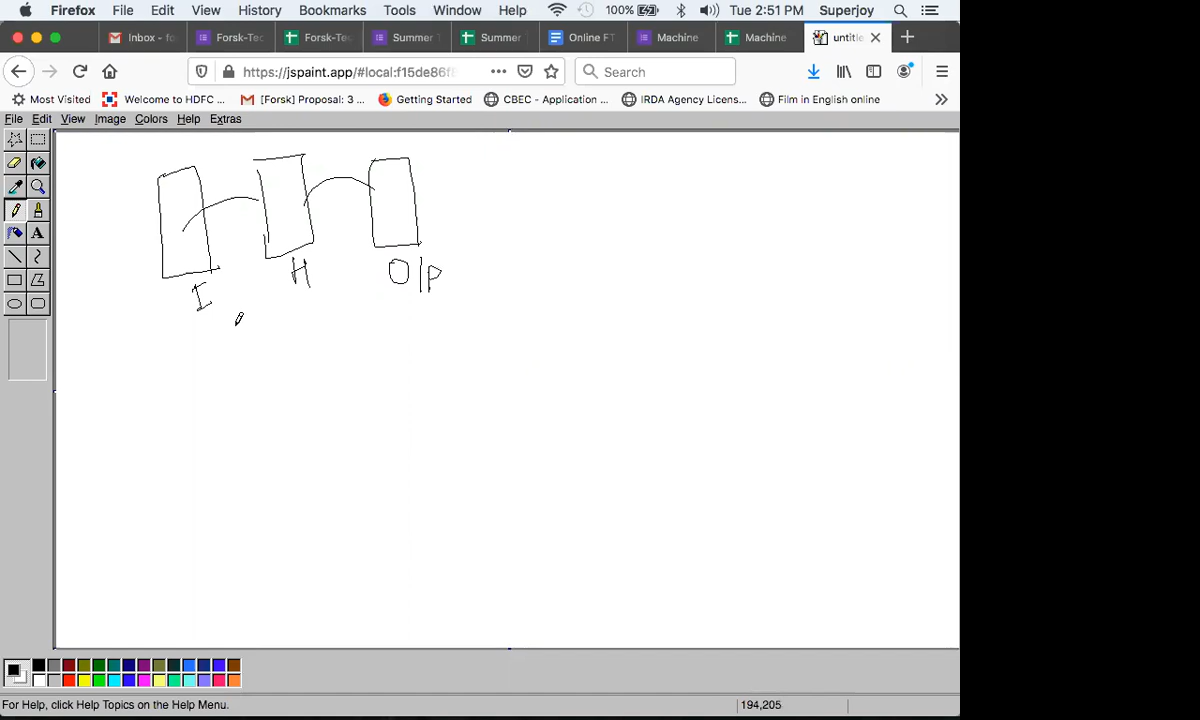 Firefox File Edit View History Bookmarks Tools Window Help 100% Tue 2:51 PM Superjoy
Inbox - fo Forsk-Tec Forsk-Te Summer T Summer Online FT Machine Machine untitle
https://jspaint.app/#local:f15de86f8 Search
Most Visited Welcome to HDFC ... [Forsk] Proposal: 3 ... Getting Started CBEC - Application ... IRDA Agency Licens... Film in English online
File Edit View Image Colors Help Extras
A
I H O|P
For Help, click Help Topics on the Help Menu. 194,205